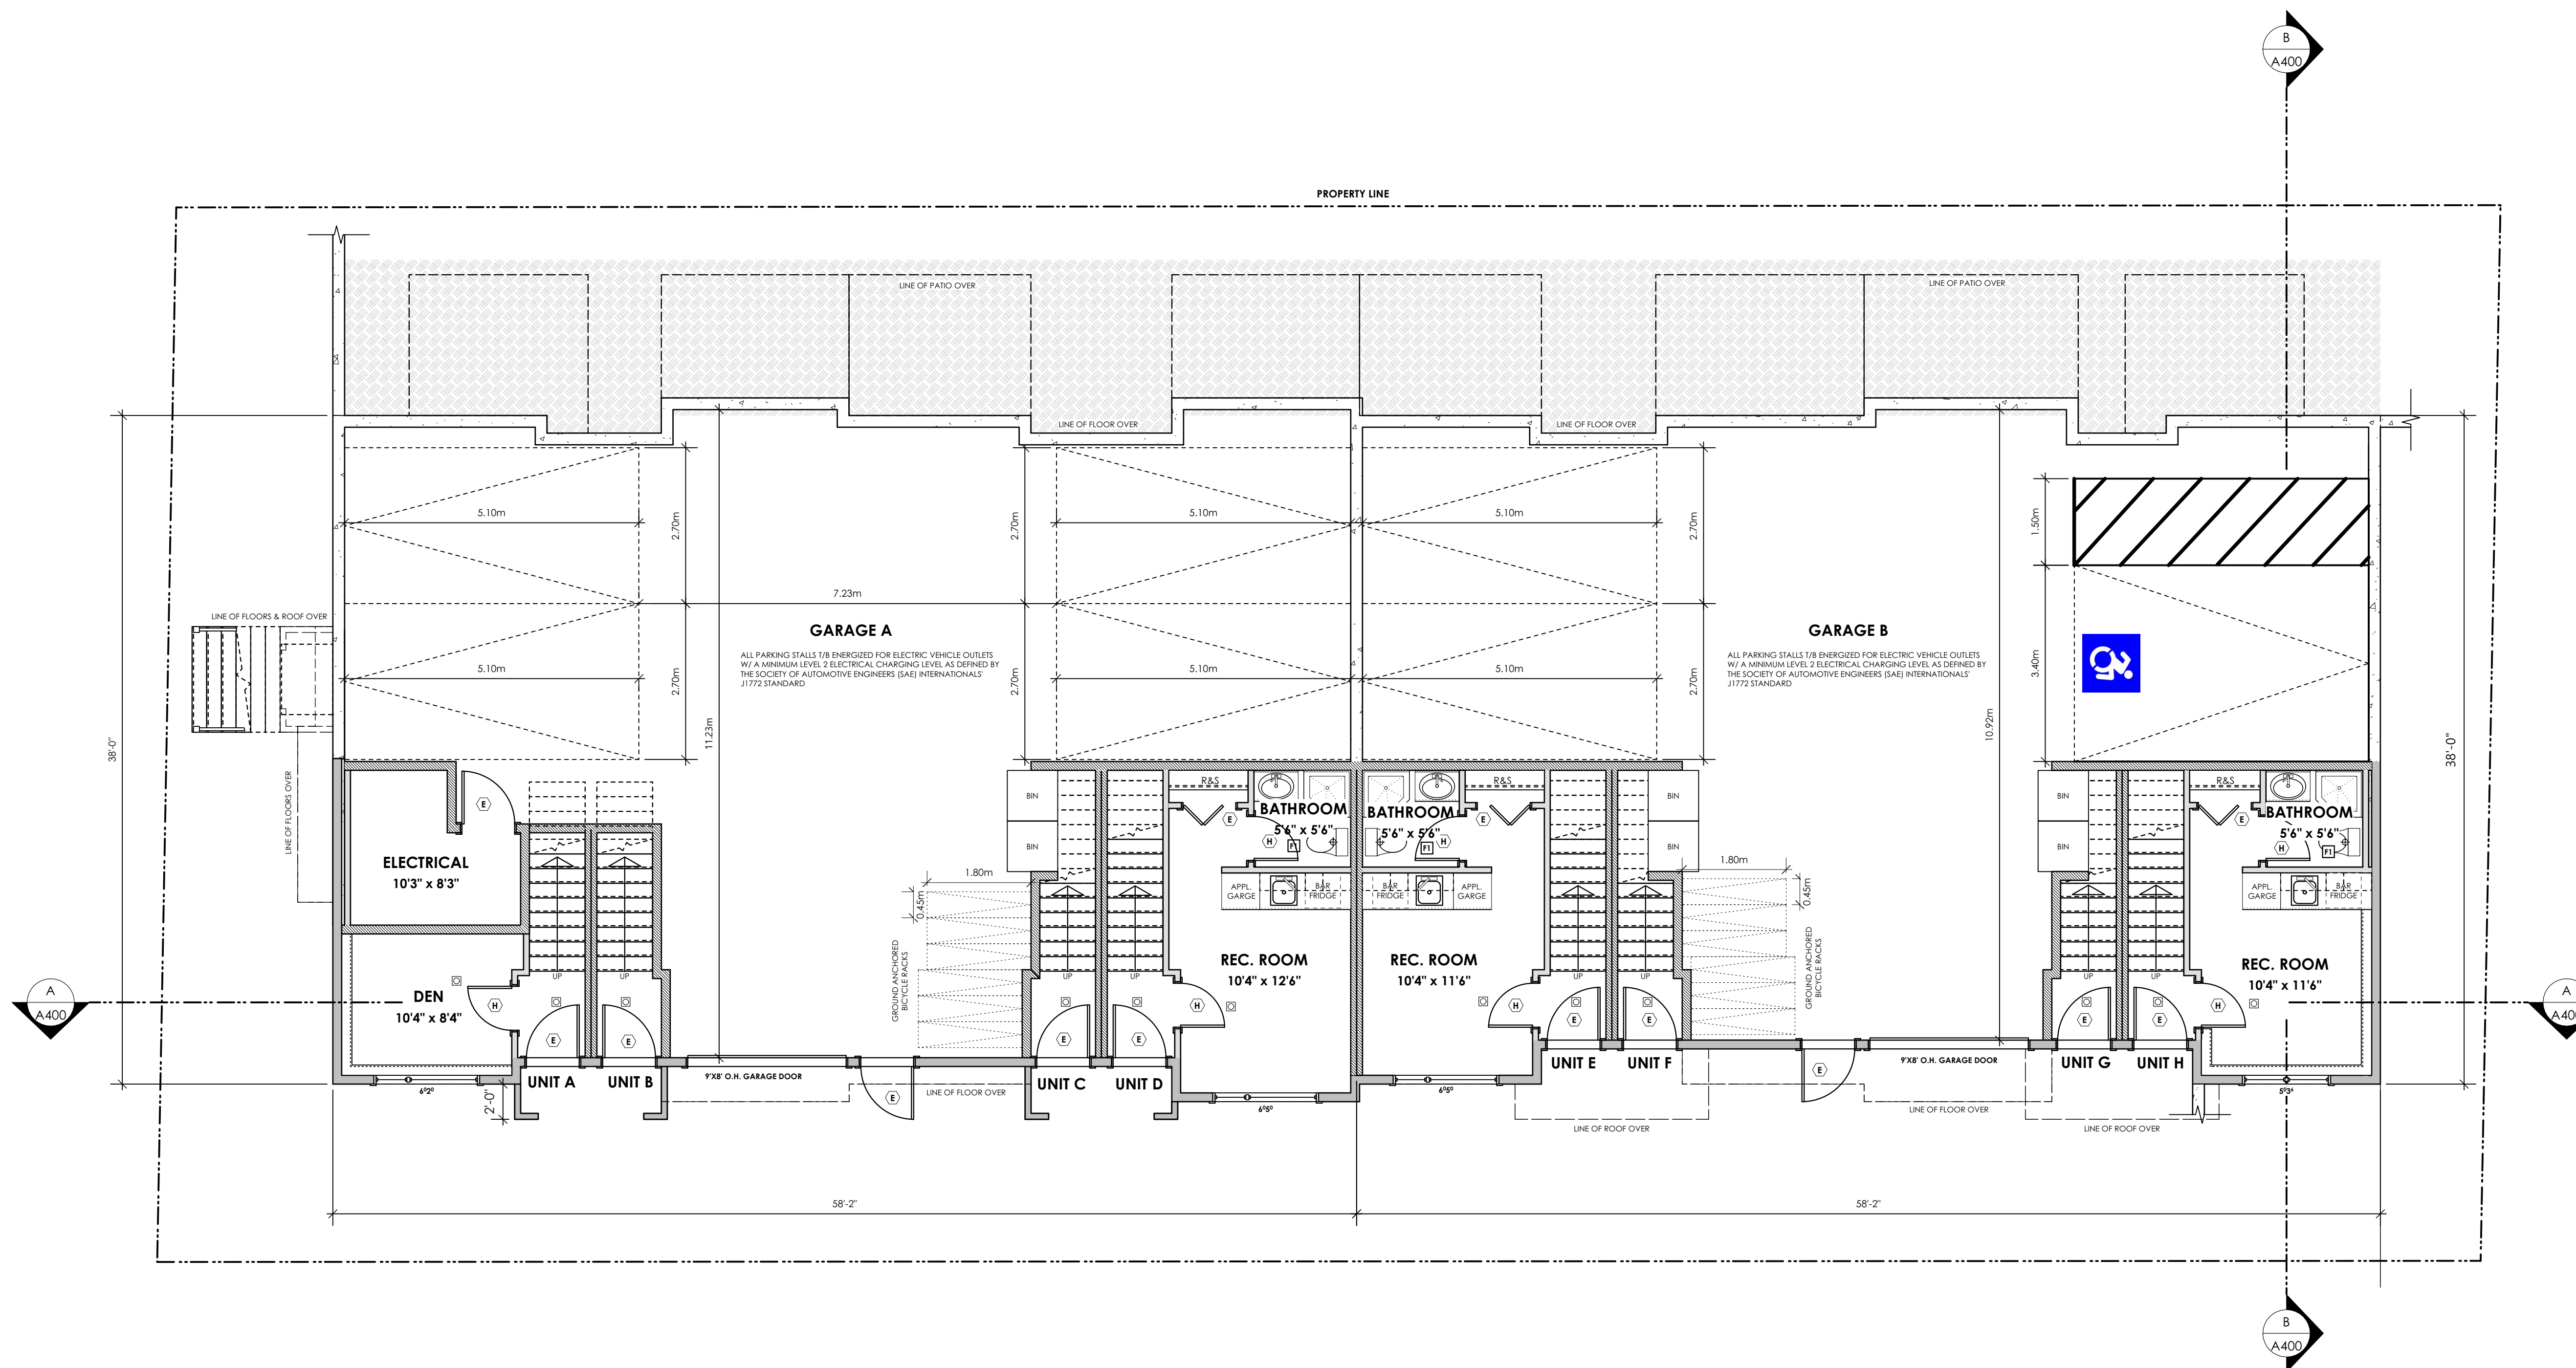 B
A400
PROPERTY LINE
LINE OF PATIO OVER
LINE OF PATIO OVER
LINE OF FLOOR OVER
LINE OF FLOOR OVER
5.10m
2.70m
2.70m
5.10m
5.10m
2.70m
1.50m
7.23m
LINE OF FLOORS & ROOF OVER
GARAGE A
GARAGE B
ALL PARKING STALLS T/B ENERGIZED FOR ELECTRIC VEHICLE OUTLETS
W/ A MINIMUM LEVEL 2 ELECTRICAL CHARGING LEVEL AS DEFINED BY
THE SOCIETY OF AUTOMOTIVE ENGINEERS (SAE) INTERNATIONALS'
J1772 STANDARD
ALL PARKING STALLS T/B ENERGIZED FOR ELECTRIC VEHICLE OUTLETS
W/ A MINIMUM LEVEL 2 ELECTRICAL CHARGING LEVEL AS DEFINED BY
THE SOCIETY OF AUTOMOTIVE ENGINEERS (SAE) INTERNATIONALS'
J1772 STANDARD
5.10m
2.70m
2.70m
5.10m
5.10m
2.70m
3.40m
38'-0"
11.23m
10.92m
38'-0"
LINE OF FLOORS OVER
E
BIN
BIN
R&S
E
BATHROOM
5'6" x 5'6"
H
F1
BATHROOM
5'6" x 5'6"
F1
H
R&S
E
BIN
BIN
BIN
BIN
R&S
E
BATHROOM
5'6" x 5'6"
H
F1
ELECTRICAL
10'3" x 8'3"
1.80m
0.45m
GROUND ANCHORED
BICYCLE RACKS
APPL.
GARGE
BAR
FRIDGE
BAR
FRIDGE
APPL.
GARGE
1.80m
0.45m
GROUND ANCHORED
BICYCLE RACKS
APPL.
GARGE
BAR
FRIDGE
UP
UP
UP
UP
UP
UP
UP
UP
REC. ROOM
10'4" x 12'6"
REC. ROOM
10'4" x 11'6"
REC. ROOM
10'4" x 11'6"
A
A400
DEN
10'4" x 8'4"
H
E
E
E
E
H
H
E
E
E
E
H
A
A40
UNIT A
UNIT B
9'X8' O.H. GARAGE DOOR
E
UNIT C
UNIT D
UNIT E
UNIT F
E
9'X8' O.H. GARAGE DOOR
UNIT G
UNIT H
6⁰2⁰
2'-0"
LINE OF FLOOR OVER
6⁰5⁰
6⁰5⁰
LINE OF ROOF OVER
LINE OF FLOOR OVER
LINE OF ROOF OVER
5⁰3⁶
58'-2"
58'-2"
B
A400